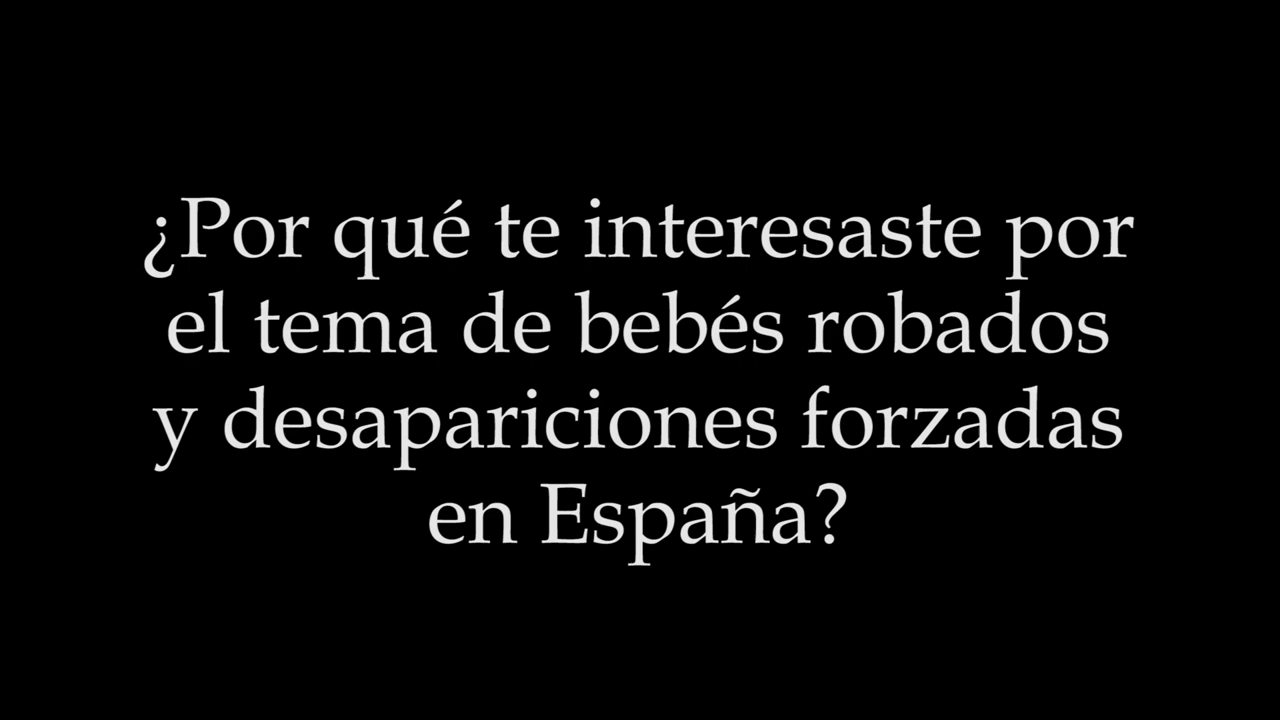 ¿Por qué te interesaste por
el tema de bebés robados
y desapariciones forzadas
en España?